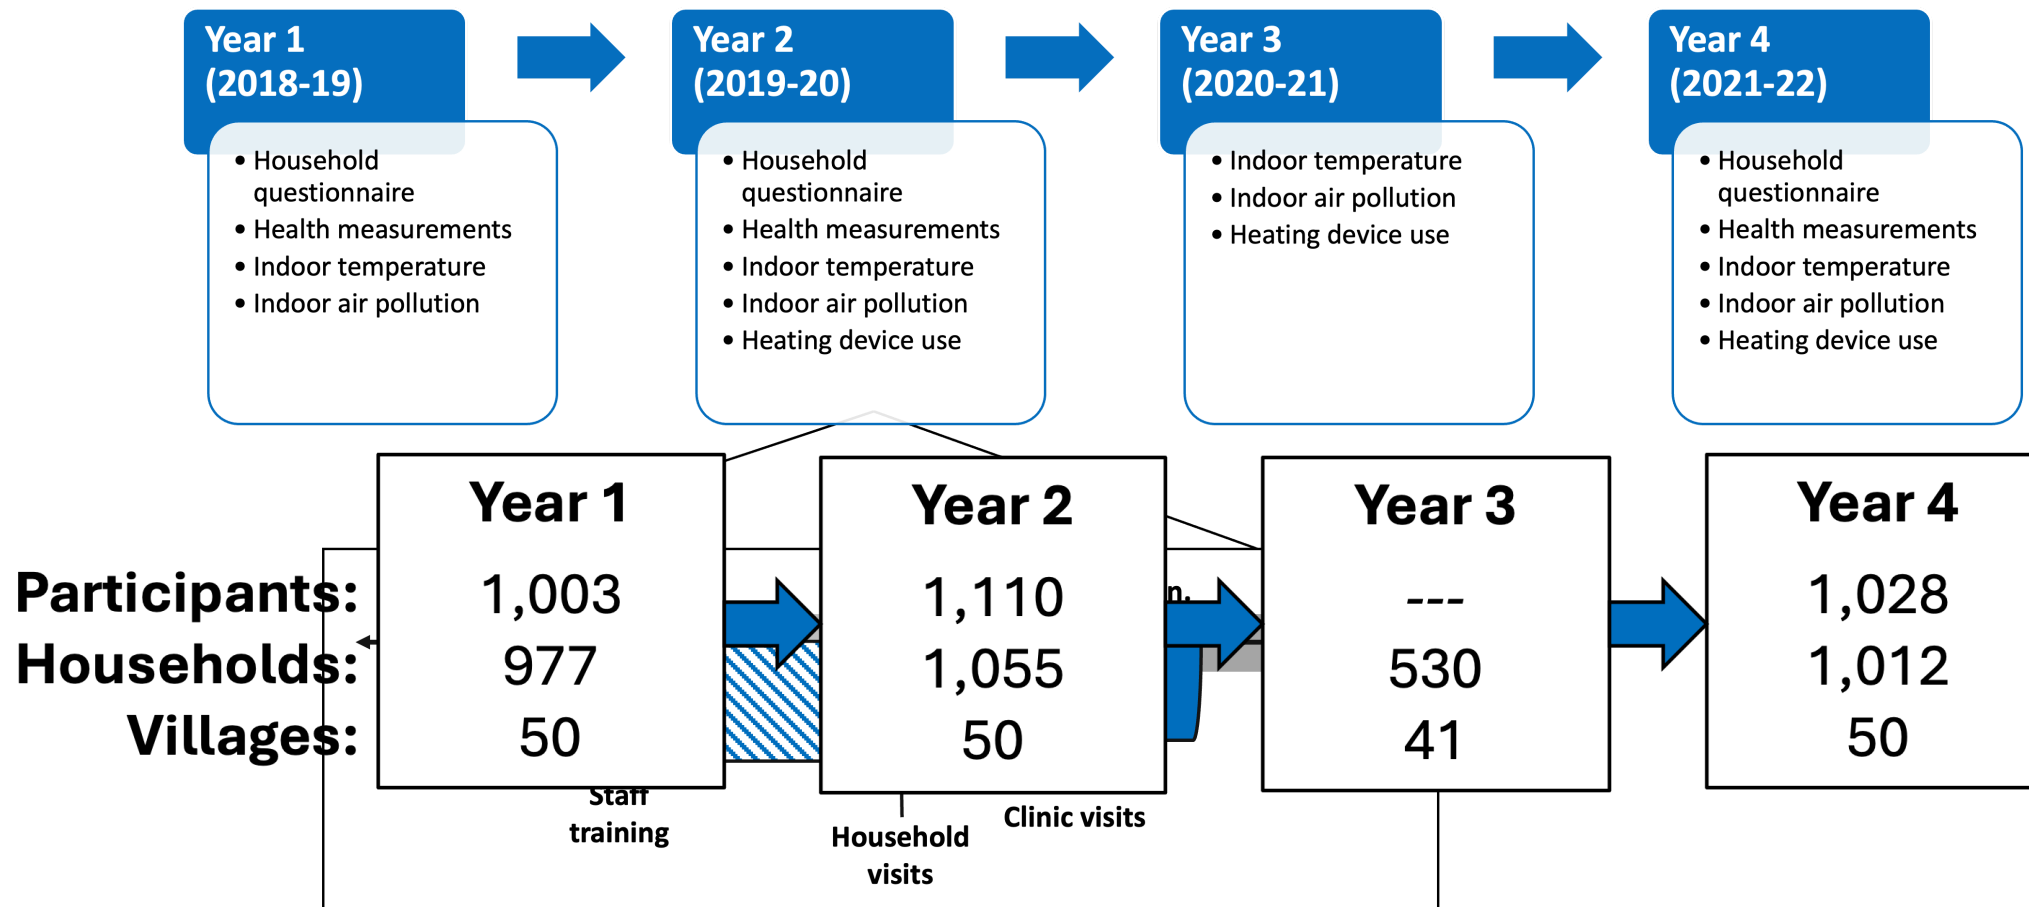 Year 1
(2018-19)
• Household
questionnaire
• Health measurements
• Indoor temperature
• Indoor air pollution
Year 2
(2019-20)
• Household
questionnaire
• Health measurements
• Indoor temperature
• Indoor air pollution
• Heating device use
Year 3
(2020-21)
• Indoor temperature
• Indoor air pollution
• Heating device use
Year 4
(2021-22)
• Household
questionnaire
• Health measurements
• Indoor temperature
• Indoor air pollution
• Heating device use
Year 1 Year 2 Year 3 Year 4
Participants: 1,003 1,110 --- 1,028
Households: 977 1,055 530 1,012
Villages: 50 50 41 50
Staff
training
Household
visits
Clinic visits